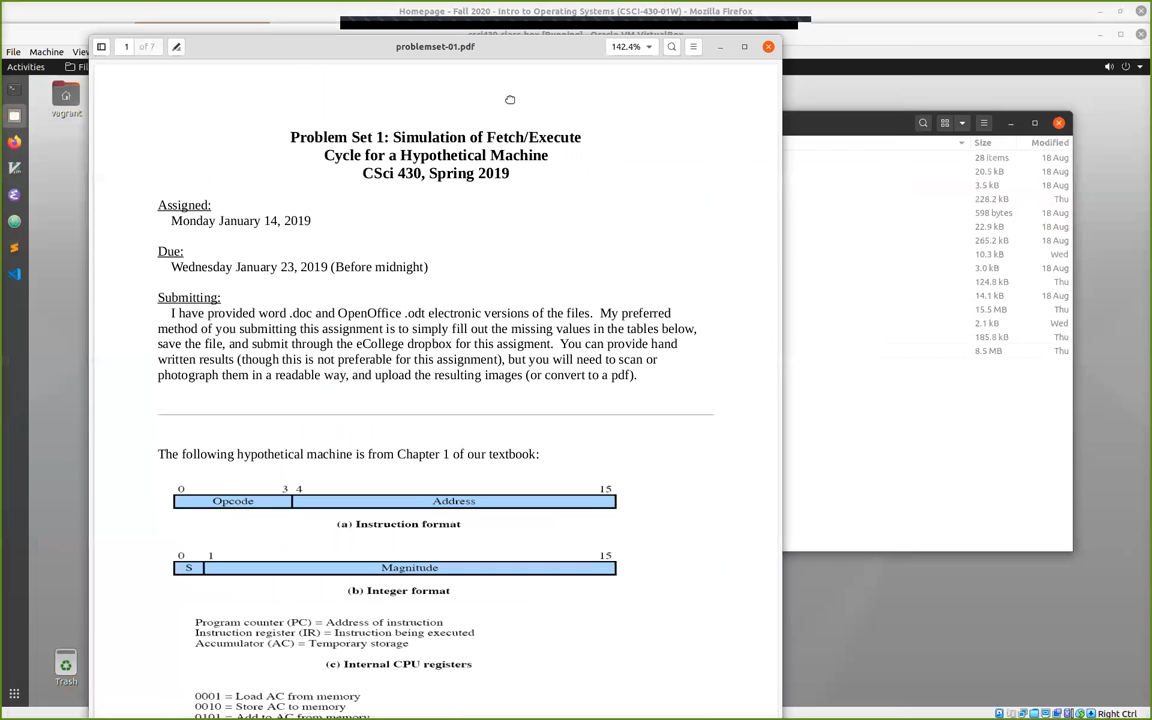 Homepage - Fall 2020 - Intro to Operating Systems (CSCI-430-01W) - Mozilla Firefox
File Machine View
Activities
vagrant
1 of 7
problemset-01.pdf
142.4%
Problem Set 1: Simulation of Fetch/Execute
Cycle for a Hypothetical Machine
CSci 430, Spring 2019
Assigned:
Monday January 14, 2019
Due:
Wednesday January 23, 2019 (Before midnight)
Submitting:
I have provided word .doc and OpenOffice .odt electronic versions of the files. My preferred
method of you submitting this assignment is to simply fill out the missing values in the tables below,
save the file, and submit through the eCollege dropbox for this assigment. You can provide hand
written results (though this is not preferable for this assignment), but you will need to scan or
photograph them in a readable way, and upload the resulting images (or convert to a pdf).
The following hypothetical machine is from Chapter 1 of our textbook:
0 3 4 15
Opcode Address
(a) Instruction format
0 1 15
S Magnitude
(b) Integer format
Program counter (PC) = Address of instruction
Instruction register (IR) = Instruction being executed
Accumulator (AC) = Temporary storage
(c) Internal CPU registers
0001 = Load AC from memory
0010 = Store AC to memory
0101 = Add to AC from memory
Size Modified
28 items 18 Aug
20.5 kB 18 Aug
3.5 kB 18 Aug
228.2 kB Thu
598 bytes 18 Aug
22.9 kB 18 Aug
265.2 kB 18 Aug
10.3 kB Wed
3.0 kB 18 Aug
124.8 kB Thu
14.1 kB 18 Aug
15.5 MB Thu
2.1 kB Wed
185.8 kB Thu
8.5 MB Thu
Trash
Right Ctrl